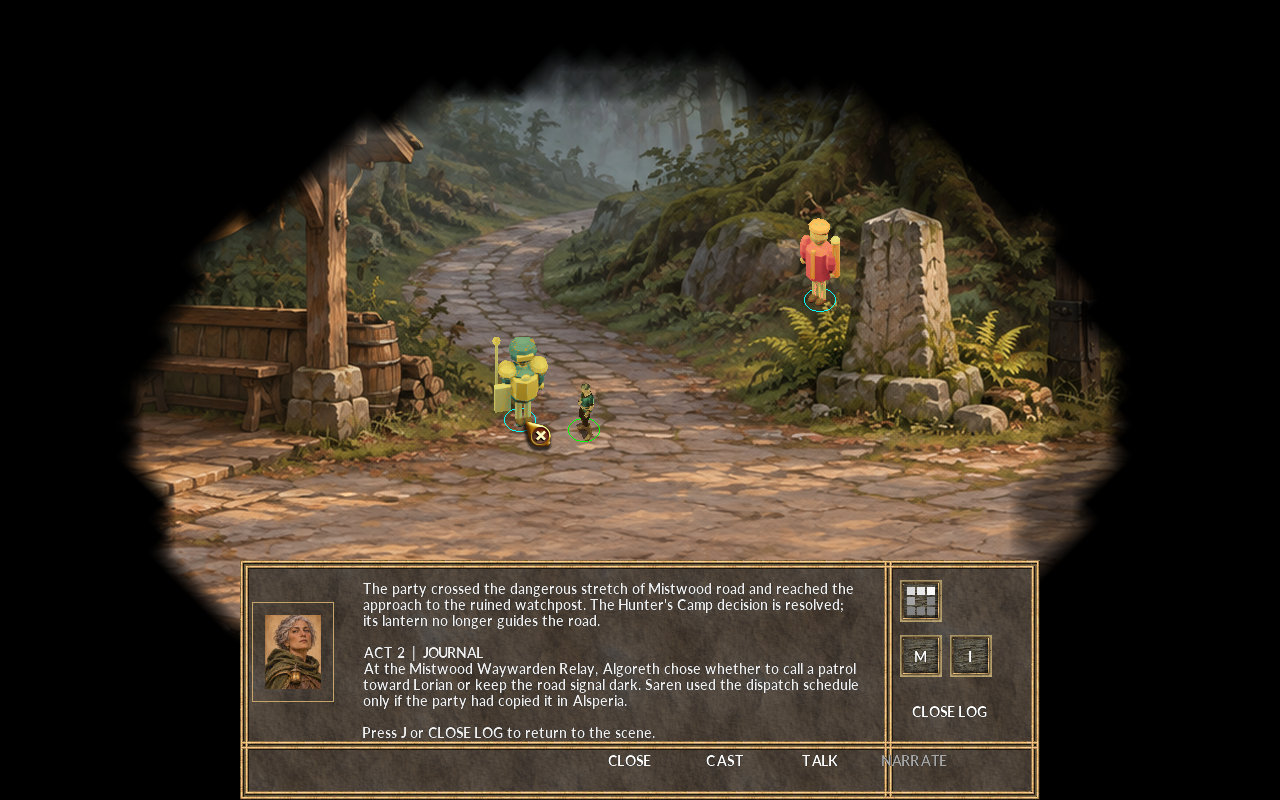 The party crossed the dangerous stretch of Mistwood road and reached the
approach to the ruined watchpost. The Hunter's Camp decision is resolved;
its lantern no longer guides the road.
ACT 2 | JOURNAL
At the Mistwood Waywarden Relay, Algoreth chose whether to call a patrol
toward Lorian or keep the road signal dark. Saren used the dispatch schedule
only if the party had copied it in Alsperia.
Press J or CLOSE LOG to return to the scene.
M I
CLOSE LOG
CLOSE CAST TALK NARRATE